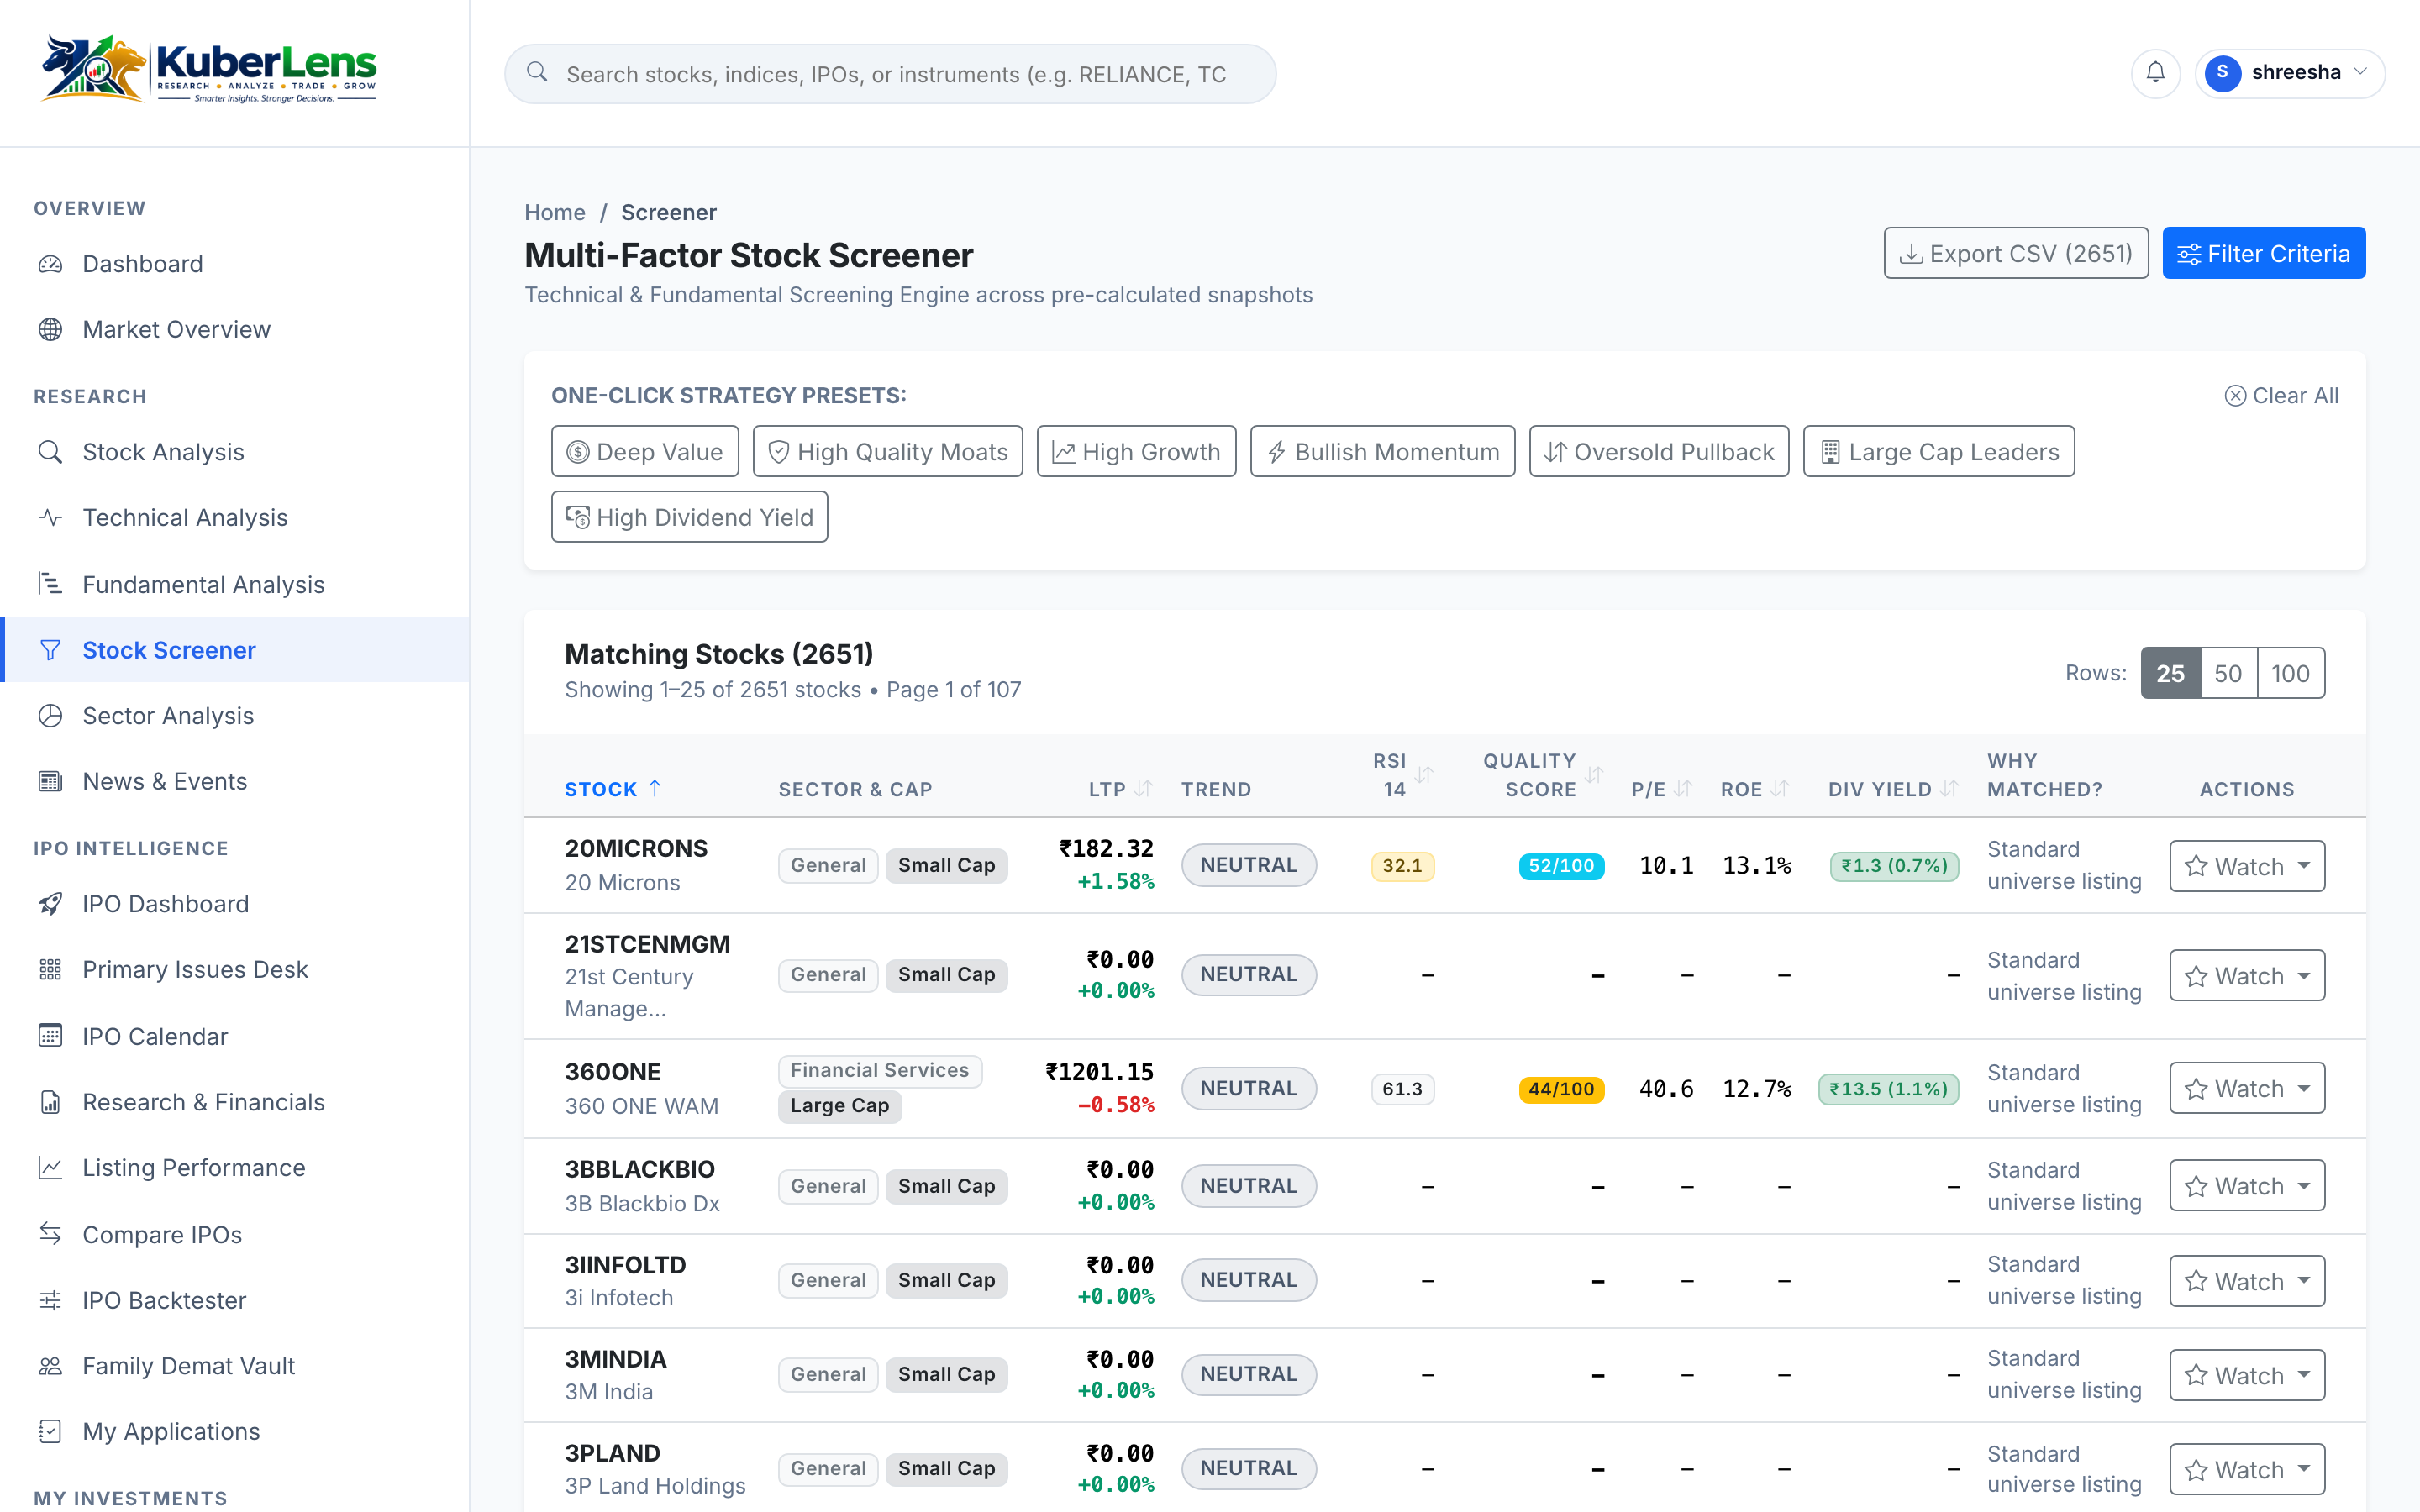 KuberLens
RESEARCH • ANALYZE • TRADE • GROW
Smarter Insights. Stronger Decisions.
Search stocks, indices, IPOs, or instruments (e.g. RELIANCE, TC
S
shreesha
OVERVIEW
Dashboard
Market Overview
RESEARCH
Stock Analysis
Technical Analysis
Fundamental Analysis
Stock Screener
Sector Analysis
News & Events
IPO INTELLIGENCE
IPO Dashboard
Primary Issues Desk
IPO Calendar
Research & Financials
Listing Performance
Compare IPOs
IPO Backtester
Family Demat Vault
My Applications
MY INVESTMENTS
Home / Screener
Multi-Factor Stock Screener
Technical & Fundamental Screening Engine across pre-calculated snapshots
Export CSV (2651)
Filter Criteria
ONE-CLICK STRATEGY PRESETS:
Clear All
Deep Value
High Quality Moats
High Growth
Bullish Momentum
Oversold Pullback
Large Cap Leaders
High Dividend Yield
Matching Stocks (2651)
Showing 1–25 of 2651 stocks • Page 1 of 107
Rows: 25 50 100
STOCK SECTOR & CAP LTP TREND RSI 14 QUALITY SCORE P/E ROE DIV YIELD WHY MATCHED? ACTIONS
20MICRONS
20 Microns
General Small Cap
₹182.32
+1.58%
NEUTRAL 32.1 52/100 10.1 13.1% ₹1.3 (0.7%)
Standard
universe listing
Watch
21STCENMGM
21st Century
Manage...
General Small Cap
₹0.00
+0.00%
NEUTRAL – – – – –
Standard
universe listing
Watch
360ONE
360 ONE WAM
Financial Services
Large Cap
₹1201.15
−0.58%
NEUTRAL 61.3 44/100 40.6 12.7% ₹13.5 (1.1%)
Standard
universe listing
Watch
3BBLACKBIO
3B Blackbio Dx
General Small Cap
₹0.00
+0.00%
NEUTRAL – – – – –
Standard
universe listing
Watch
3IINFOLTD
3i Infotech
General Small Cap
₹0.00
+0.00%
NEUTRAL – – – – –
Standard
universe listing
Watch
3MINDIA
3M India
General Small Cap
₹0.00
+0.00%
NEUTRAL – – – – –
Standard
universe listing
Watch
3PLAND
3P Land Holdings
General Small Cap
₹0.00
+0.00%
NEUTRAL – – – – –
Standard
universe listing
Watch